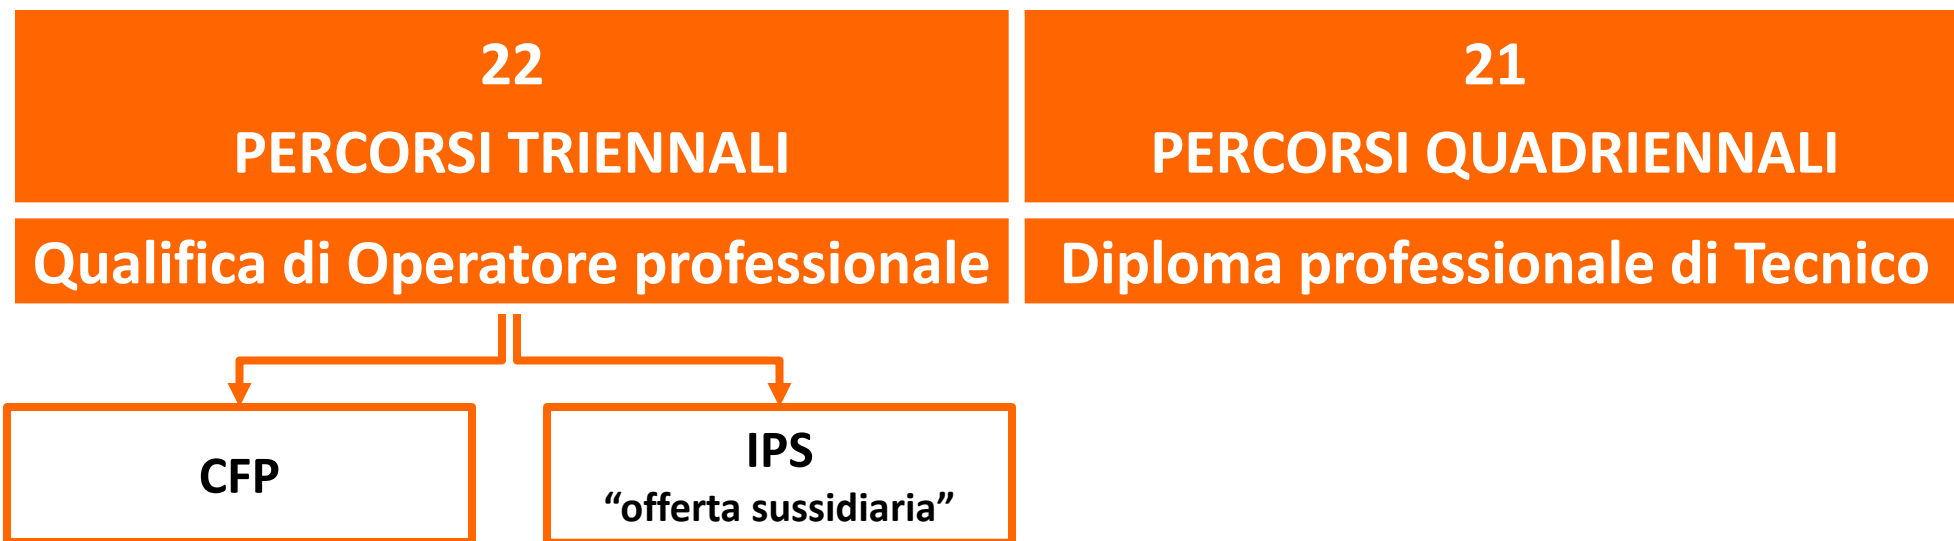 22
PERCORSI TRIENNALI
21
PERCORSI QUADRIENNALI
Qualifica di Operatore professionale
Diploma professionale di Tecnico
CFP
IPS
“offerta sussidiaria”